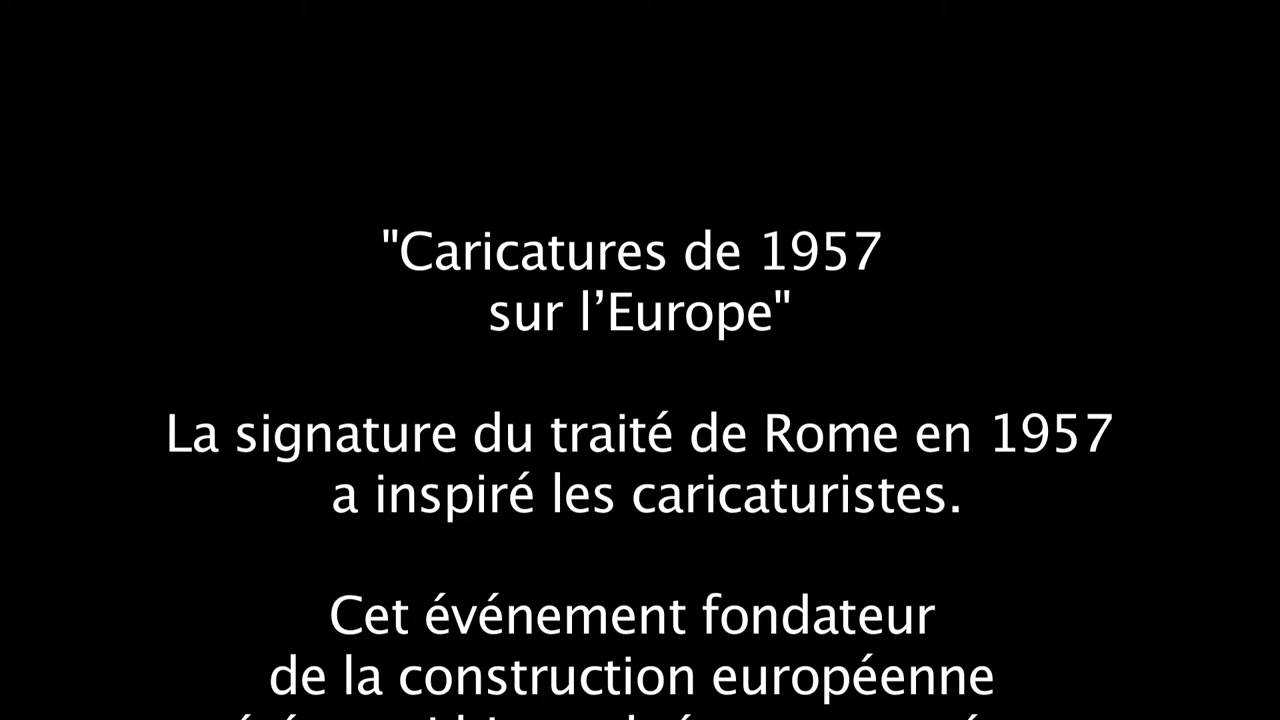 "Caricatures de 1957
sur l’Europe"
La signature du traité de Rome en 1957
a inspiré les caricaturistes.
Cet événement fondateur
de la construction européenne